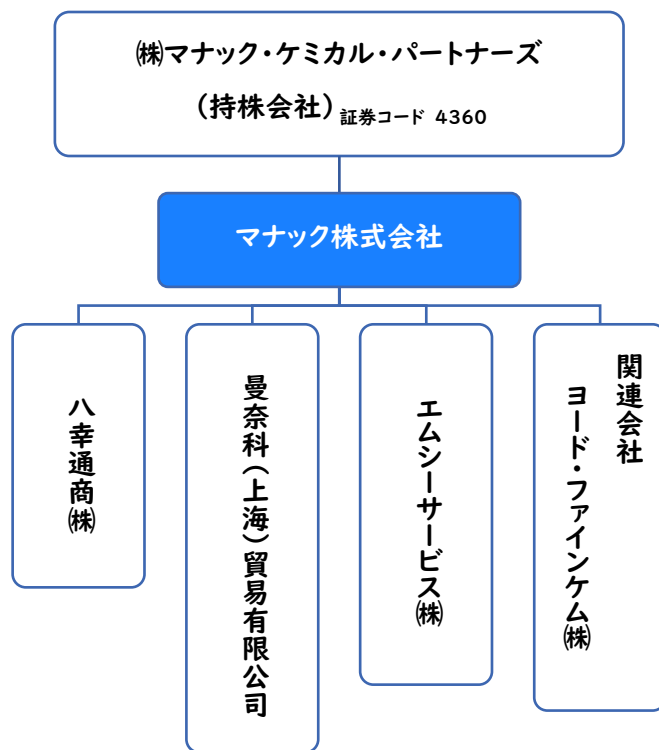 ㈱マナック・ケミカル・パートナーズ
(持株会社) 証券コード 4360
マナック株式会社
八幸通商㈱
曼奈科(上海)貿易有限公司
エムシーサービス㈱
関連会社
ヨード・ファインケム㈱